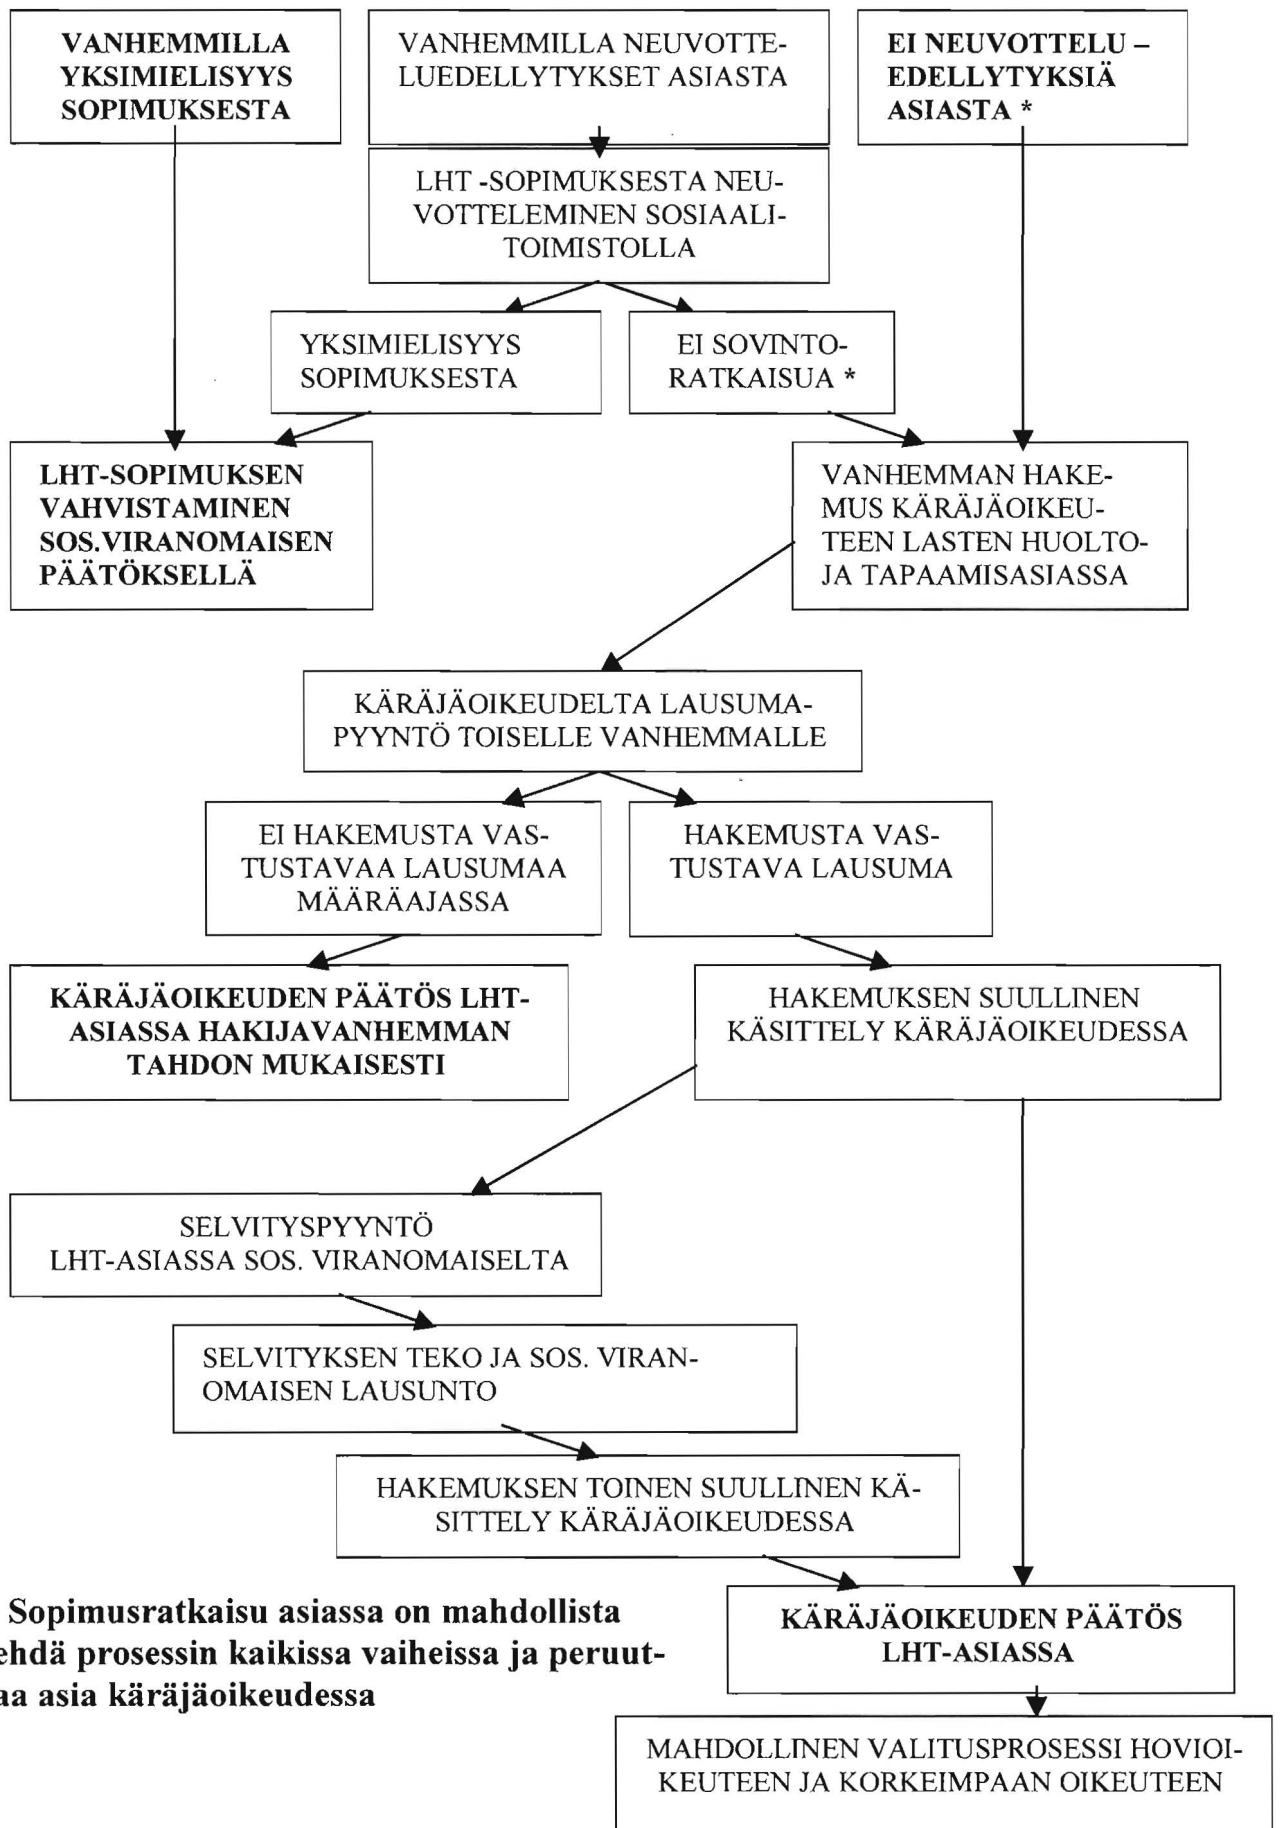 VANHEMMILLA
YKSIMIELISYYS
SOPIMUKSESTA
VANHEMMILLA NEUVOTTE-
LUEDELLYTYKSET ASIASTA
EI NEUVOTTELU –
EDELLYTYKSIÄ
ASIASTA *
LHT -SOPIMUKSESTA NEU-
VOTTELEMINEN SOSIAALI-
TOIMISTOLLA
YKSIMIELISYYS
SOPIMUKSESTA
EI SOVINTO-
RATKAISUA *
LHT-SOPIMUKSEN
VAHVISTAMINEN
SOS.VIRANOMAISEN
PÄÄTÖKSELLÄ
VANHEMMAN HAKE-
MUS KÄRÄJÄOIKEU-
TEEN LASTEN HUOLTO-
JA TAPAAMISASIASSA
KÄRÄJÄOIKEUDELTA LAUSUMA-
PYYNTÖ TOISELLE VANHEMMALLE
EI HAKEMUSTA VAS-
TUSTAVAA LAUSUMAA
MÄÄRÄAJASSA
HAKEMUSTA VAS-
TUSTAVA LAUSUMA
KÄRÄJÄOIKEUDEN PÄÄTÖS LHT-
ASIASSA HAKIJAVANHEMMAN
TAHDON MUKAISESTI
HAKEMUKSEN SUULLINEN
KÄSITTELY KÄRÄJÄOIKEUDESSA
SELVITYSPYYNTÖ
LHT-ASIASSA SOS. VIRANOMAISELTA
SELVITYKSEN TEKO JA SOS. VIRAN-
OMAISEN LAUSUNTO
HAKEMUKSEN TOINEN SUULLINEN KÄ-
SITTELY KÄRÄJÄOIKEUDESSA
Sopimusratkaisu asiassa on mahdollista
ehdä prosessin kaikissa vaiheissa ja peruut-
aa asia käräjäoikeudessa
KÄRÄJÄOIKEUDEN PÄÄTÖS
LHT-ASIASSA
MAHDOLLINEN VALITUSPROSESSI HOVIOI-
KEUTEEN JA KORKEIMPAAN OIKEUTEEN